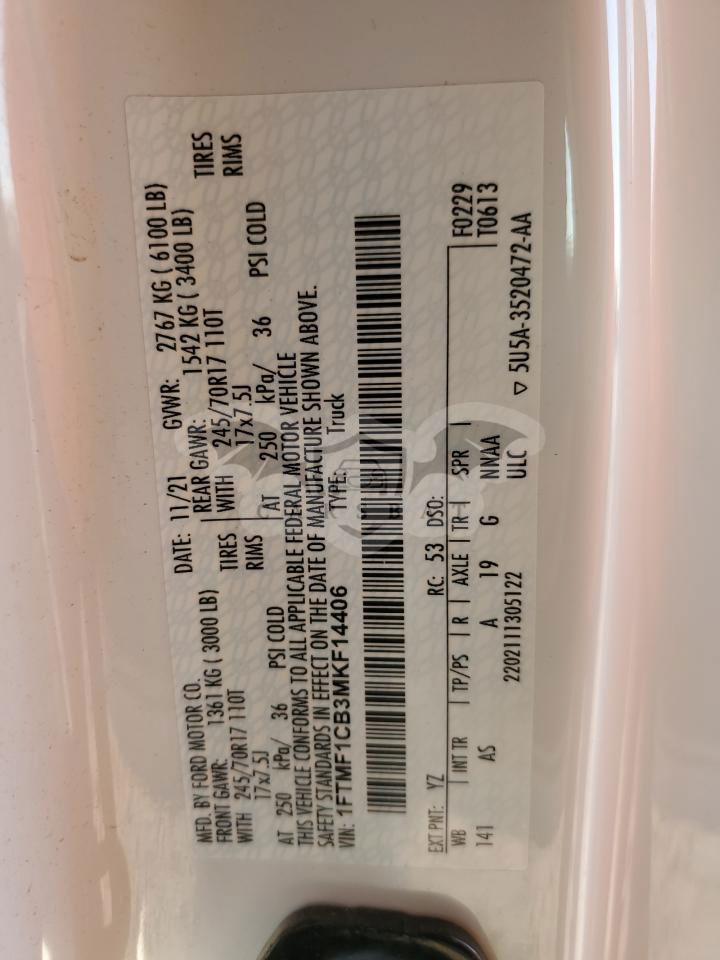 MFD. BY FORD MOTOR CO.
DATE: 11/21 GVWR: 2767 KG ( 6100 LB)
FRONT GAWR: 1361 KG ( 3000 LB) REAR GAWR: 1542 KG ( 3400 LB)
WITH 245/70R17 110T TIRES WITH 245/70R17 110T TIRES
17x7.5J RIMS 17x7.5J RIMS
AT 250 kPa/ 36 PSI COLD AT 250 kPa/ 36 PSI COLD
THIS VEHICLE CONFORMS TO ALL APPLICABLE FEDERAL MOTOR VEHICLE
SAFETY STANDARDS IN EFFECT ON THE DATE OF MANUFACTURE SHOWN ABOVE.
VIN: 1FTMF1CB3MKF14406 TYPE: Truck
EXT PNT: YZ RC: 53 DSO: F0229
WB INT TR TP/PS R AXLE TR SPR T0613
141 AS A 19 G NNAA
2202111305122 ULC ▽ 5U5A-3520472-AA